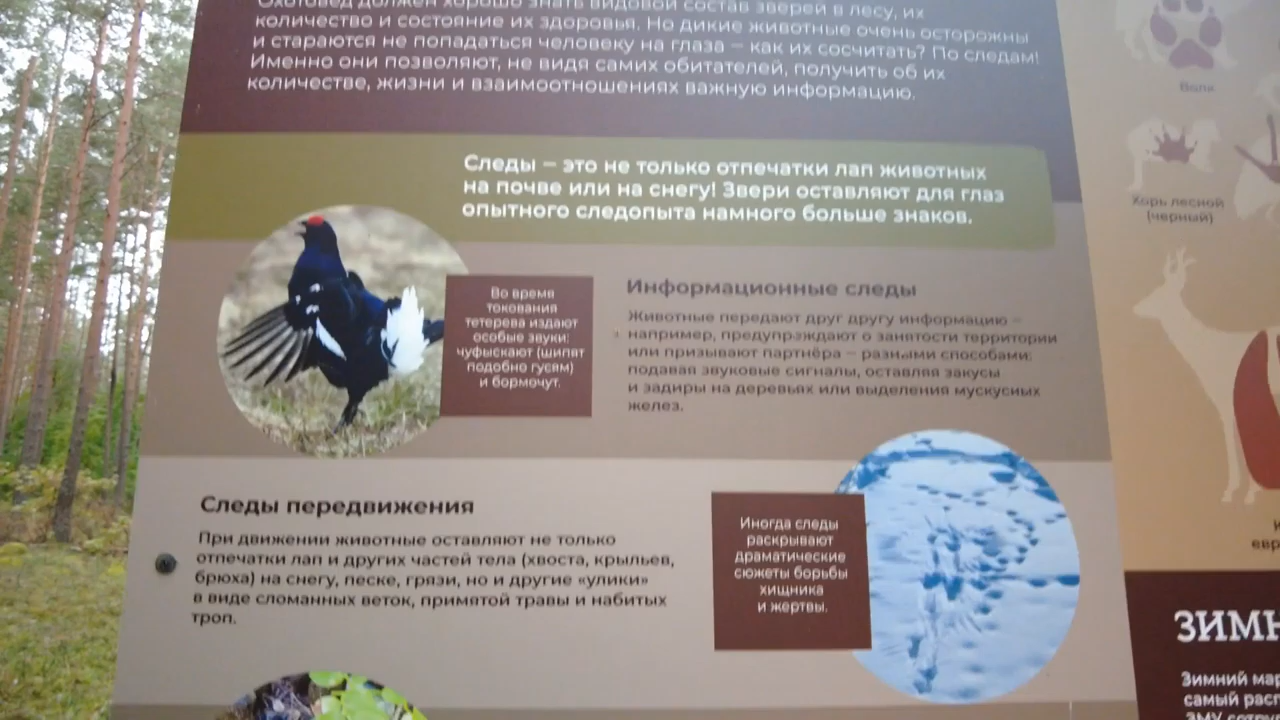 Охотовед должен хорошо знать видовой состав зверей в лесу, их
количество и состояние их здоровья. Но дикие животные очень осторожны
и стараются не попадаться человеку на глаза – как их сосчитать? По следам!
Именно они позволяют, не видя самих обитателей, получить об их
количестве, жизни и взаимоотношениях важную информацию.
Следы – это не только отпечатки лап животных
на почве или на снегу! Звери оставляют для глаз
опытного следопыта намного больше знаков.
Во время
токования
тетерева издают
особые звуки:
чуфыскают (шипят
подобно гусям)
и бормочут.
Информационные следы
Животные передают друг другу информацию –
например, предупреждают о занятости территории
или призывают партнёра – разными способами:
подавая звуковые сигналы, оставляя закусы
и задиры на деревьях или выделения мускусных
желез.
Следы передвижения
При движении животные оставляют не только
отпечатки лап и других частей тела (хвоста, крыльев,
брюха) на снегу, песке, грязи, но и другие «улики»
в виде сломанных веток, примятой травы и набитых
троп.
Иногда следы
раскрывают
драматические
сюжеты борьбы
хищника
и жертвы.
Волк
Хорь лесной
(черный)
евр
ЗИМН
Зимний мар
самый расп
ЗМУ сотру